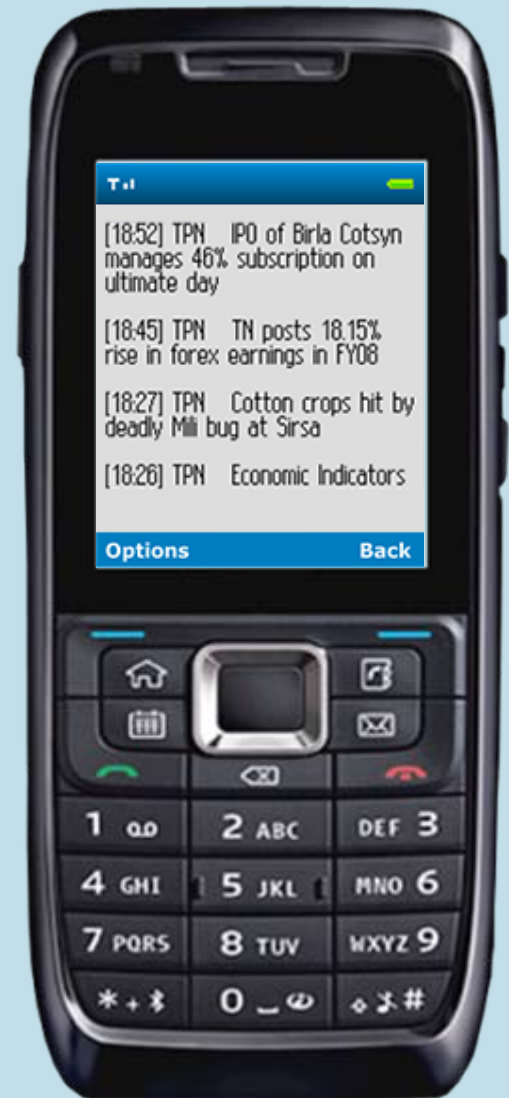 [18:52] TPN IPO of Birla Cotsyn
manages 46% subscription on
ultimate day
[18:45] TPN TN posts 18.15%
rise in forex earnings in FY08
[18:27] TPN Cotton crops hit by
deadly Mili bug at Sirsa
[18:26] TPN Economic Indicators
Options Back
1 2 ABC DEF 3
4 GHI 5 JKL MNO 6
7 PQRS 8 TUV WXYZ 9
* + 0 #